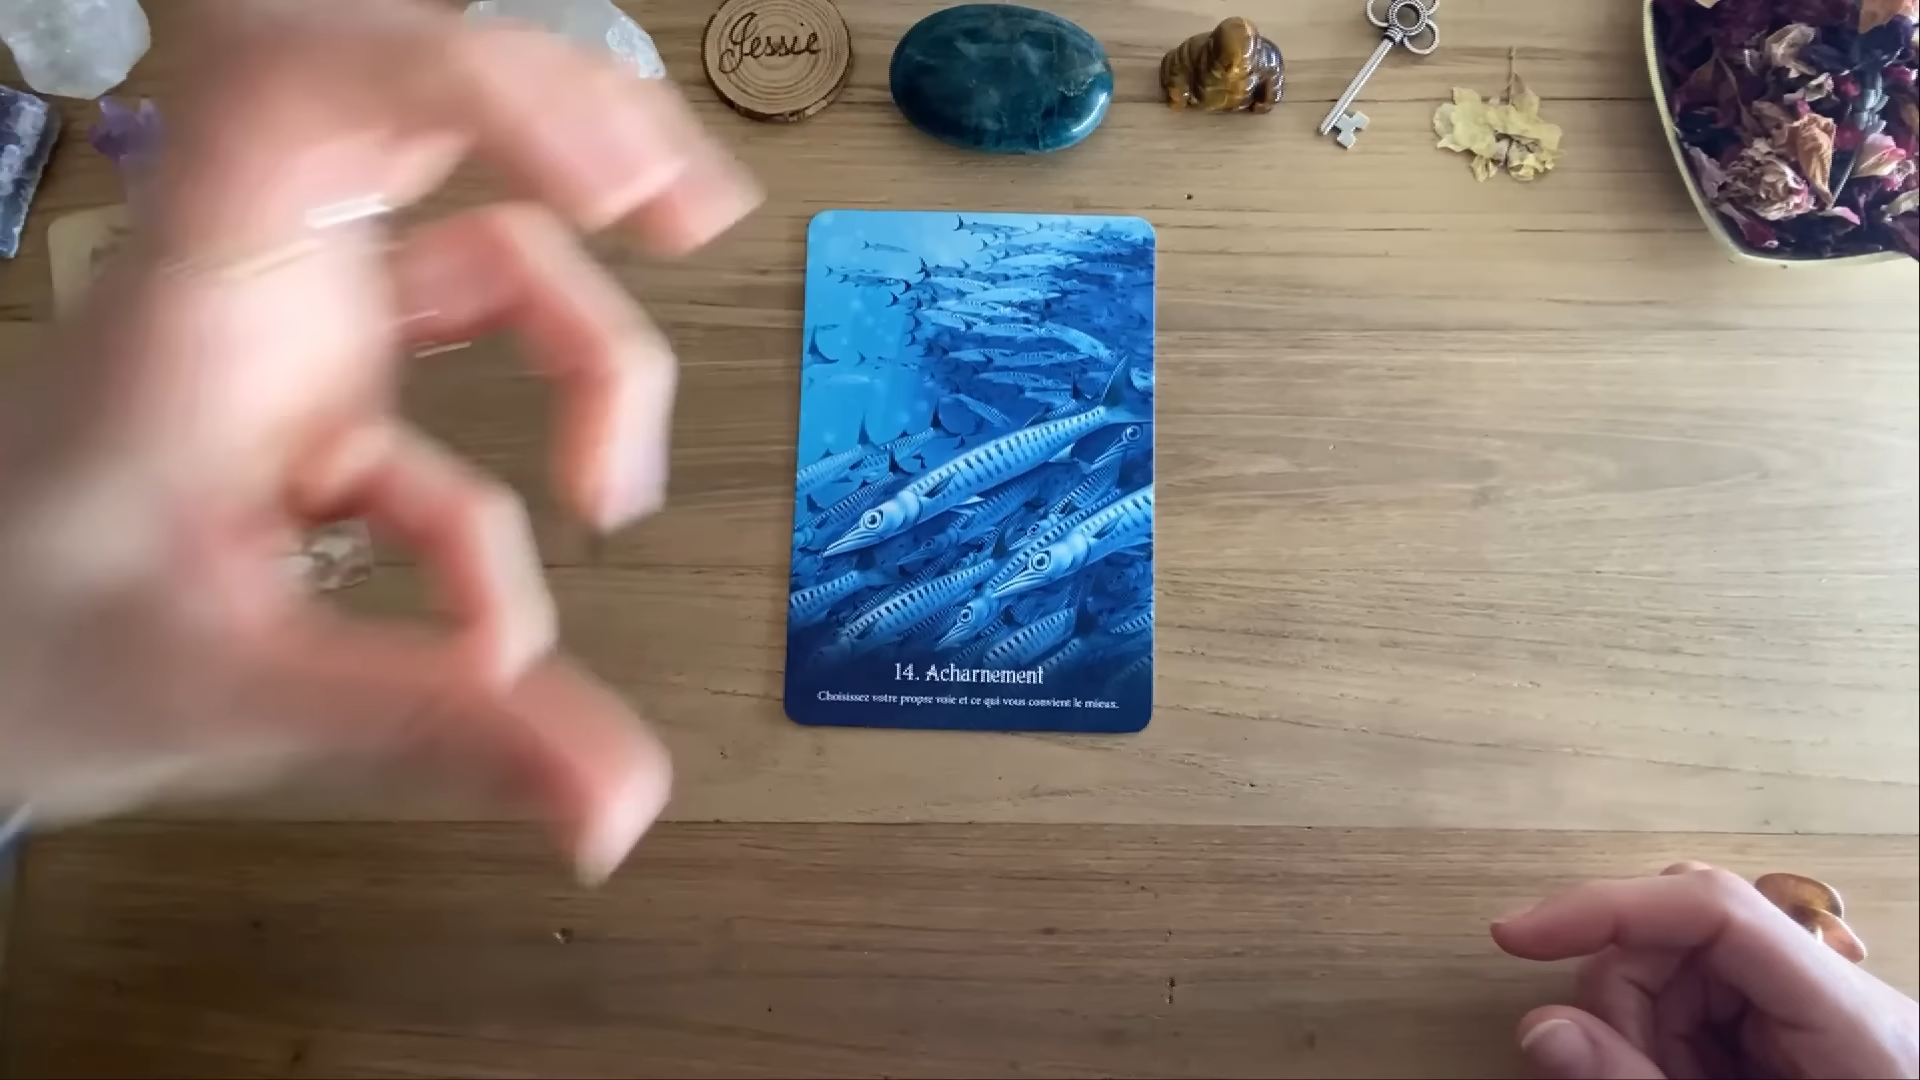 Jessie
14. Acharnement
Choisissez votre propre voie et ce qui vous convient le mieux.